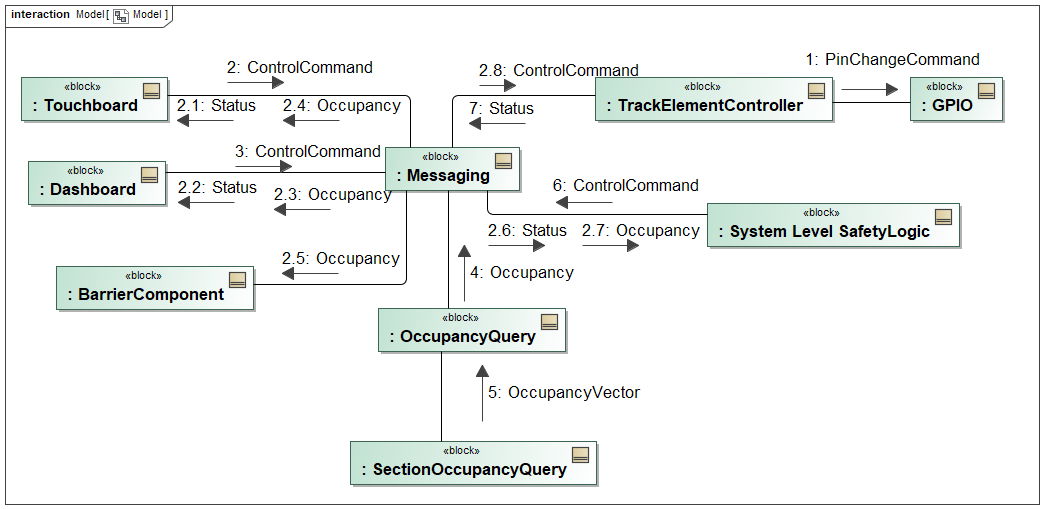 interaction Model[ Model ]
1: PinChangeCommand
2: ControlCommand
2.8: ControlCommand
«block»
: Touchboard
2.1: Status
2.4: Occupancy
«block»
: TrackElementController
7: Status
«block»
: GPIO
3: ControlCommand
«block»
: Messaging
«block»
: Dashboard
2.2: Status
2.3: Occupancy
6: ControlCommand
«block»
: System Level SafetyLogic
2.6: Status
2.7: Occupancy
2.5: Occupancy
«block»
: BarrierComponent
4: Occupancy
«block»
: OccupancyQuery
5: OccupancyVector
«block»
: SectionOccupancyQuery